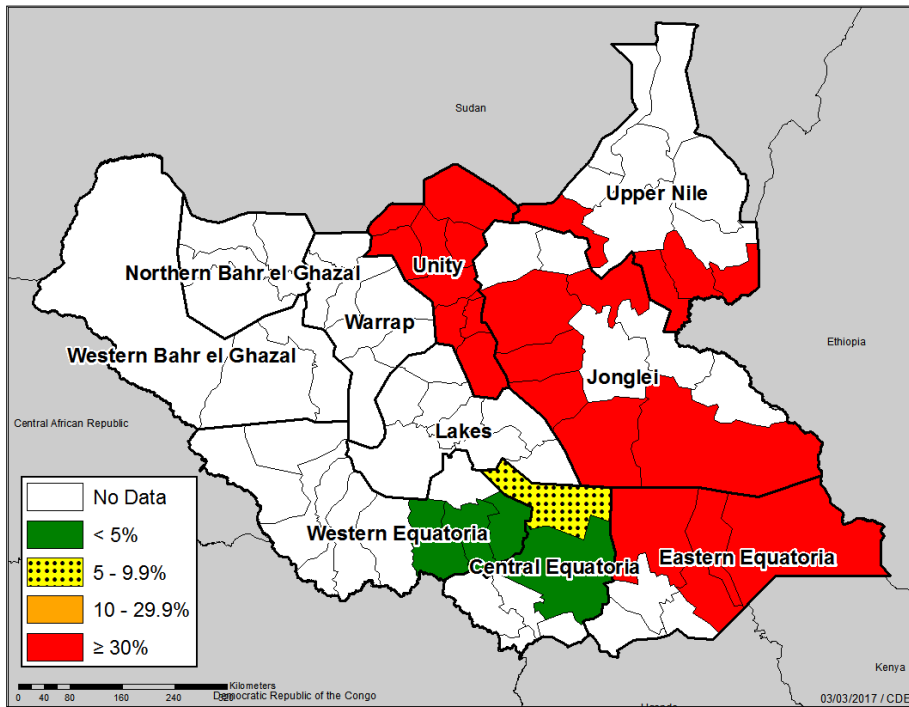 Sudan
Upper Nile
Unity
Northern Bahr el Ghazal
Warrap
Ethiopia
Western Bahr el Ghazal
Jonglei
Central African Republic
Lakes
No Data
< 5%
5 - 9.9%
10 - 29.9%
≥ 30%
Western Equatoria
Central Equatoria
Eastern Equatoria
Kenya
Kilometers
0 40 80 160 240 320
Democratic Republic of the Congo
03/03/2017 / CDE